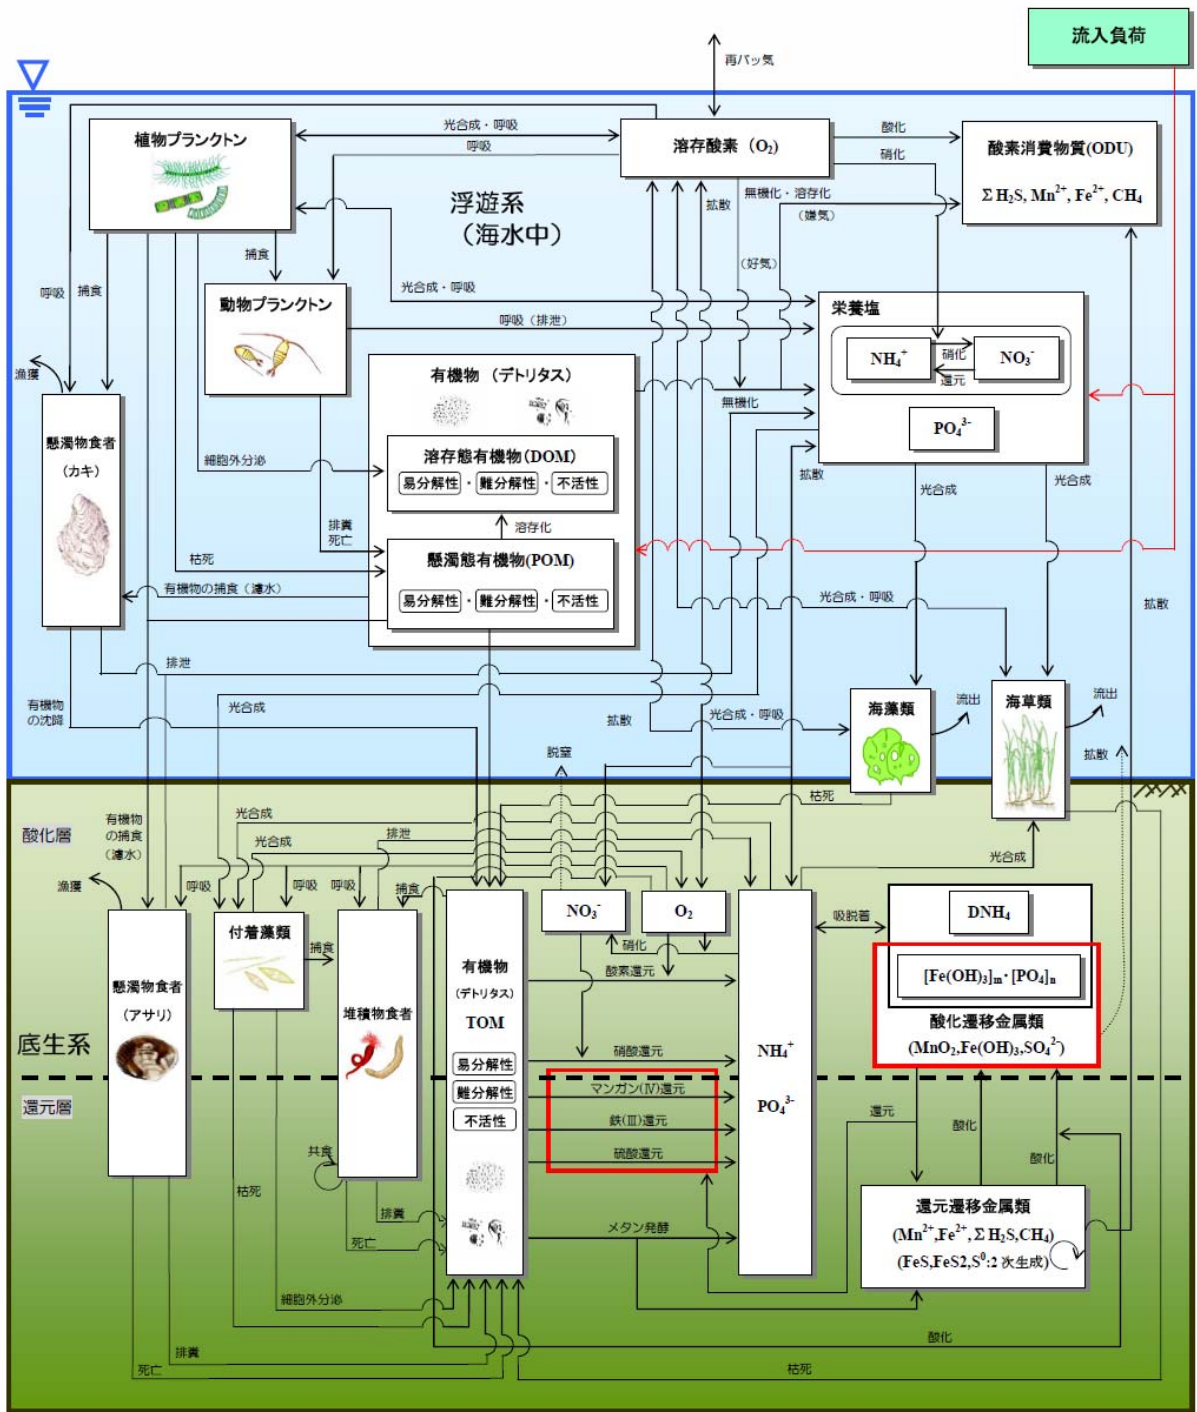 流入負荷
再バッ気
植物プランクトン
光合成・呼吸
呼吸
溶存酸素（O₂）
酸化
硝化
酸素消費物質(ODU)
ΣH₂S, Mn²⁺, Fe²⁺, CH₄
浮遊系
（海水中）
拡散
無機化・溶存化
（嫌気）
（好気）
捕食
呼吸
捕食
動物プランクトン
光合成・呼吸
呼吸（排泄）
栄養塩
NH₄⁺
硝化
還元
NO₃⁻
PO₄³⁻
漁獲
懸濁物食者
（カキ）
有機物（デトリタス）
無機化
細胞外分泌
溶存態有機物(DOM)
易分解性・難分解性・不活性
溶存化
排糞
死亡
枯死
懸濁態有機物(POM)
易分解性・難分解性・不活性
有機物の捕食（濾水）
拡散
光合成
光合成
光合成・呼吸
拡散
排泄
有機物
の沈降
光合成
拡散
光合成・呼吸
海藻類
流出
海草類
流出
拡散
脱窒
枯死
酸化層
有機物
の捕食
（濾水）
光合成
光合成
排泄
光合成
漁獲
呼吸
呼吸
呼吸
捕食
懸濁物食者
（アサリ）
付着藻類
捕食
堆積物食者
有機物
（デトリタス）
TOM
易分解性
難分解性
不活性
NO₃⁻
O₂
硝化
酸素還元
硝酸還元
マンガン(Ⅳ)還元
鉄(Ⅲ)還元
硫酸還元
メタン発酵
NH₄⁺
PO₄³⁻
吸脱着
DNH₄
[Fe(OH)₃]ₘ・[PO₄]ₙ
酸化遷移金属類
(MnO₂,Fe(OH)₃,SO₄²⁻)
底生系
還元層
還元
酸化
酸化
共食
枯死
排糞
死亡
還元遷移金属類
(Mn²⁺,Fe²⁺,ΣH₂S,CH₄)
(FeS,FeS2,S⁰:2次生成)
細胞外分泌
酸化
排糞
死亡
枯死